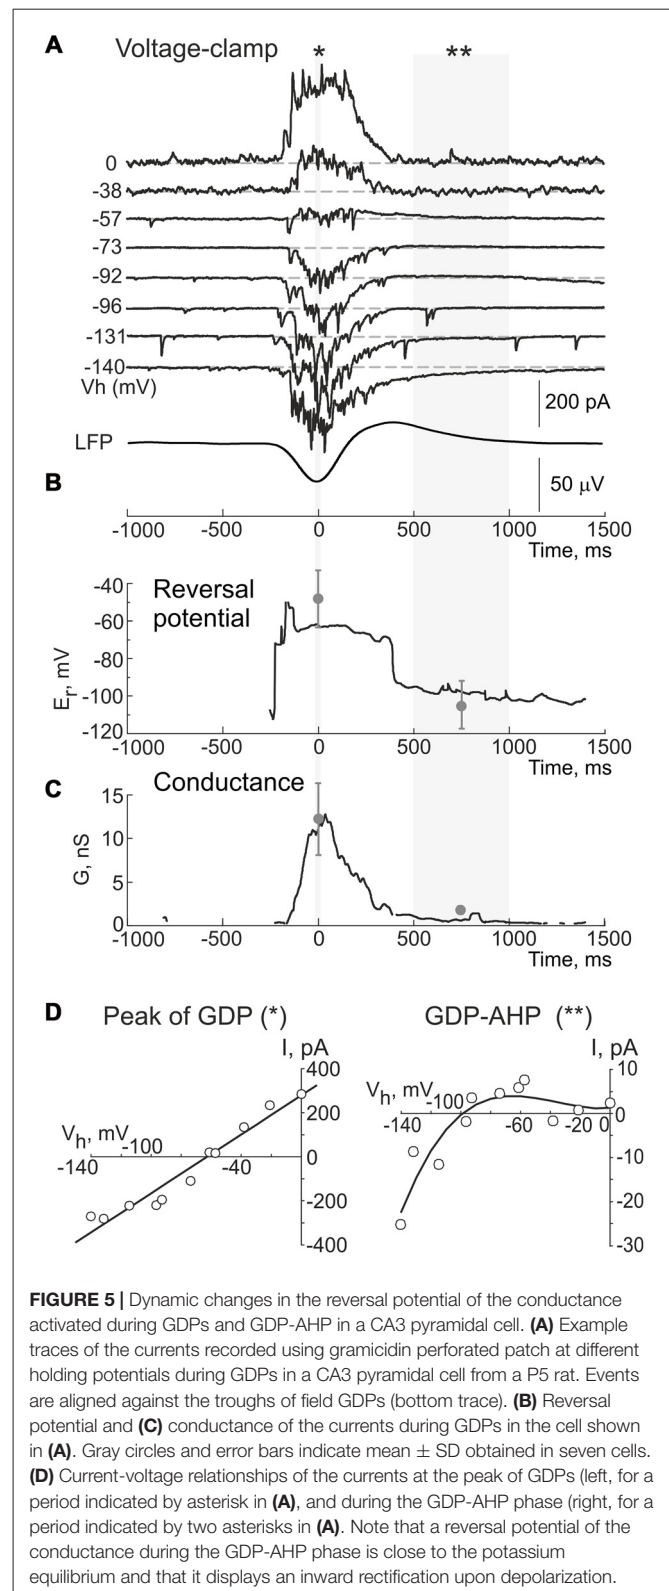 A Voltage-clamp * **
0
-38
-57
-73
-92
-96
-131
-140
Vh (mV)
200 pA
LFP
50 μV
B
-1000 -500 0 500 1000 1500
Time, ms
Reversal
potential
-40
-60
-80
-100
-120
Er, mV
-1000 -500 0 500 1000 1500
Time, ms
C Conductance
15
10
5
0
G, nS
-1000 -500 0 500 1000 1500
Time, ms
D Peak of GDP (*) GDP-AHP (**)
I, pA
400
200
0
-200
-400
Vh, mV
-140 -100 -40
I, pA
10
0
-10
-20
-30
Vh, mV
-140 -100 -60 -20 0
FIGURE 5 | Dynamic changes in the reversal potential of the conductance
activated during GDPs and GDP-AHP in a CA3 pyramidal cell. (A) Example
traces of the currents recorded using gramicidin perforated patch at different
holding potentials during GDPs in a CA3 pyramidal cell from a P5 rat. Events
are aligned against the troughs of field GDPs (bottom trace). (B) Reversal
potential and (C) conductance of the currents during GDPs in the cell shown
in (A). Gray circles and error bars indicate mean ± SD obtained in seven cells.
(D) Current-voltage relationships of the currents at the peak of GDPs (left, for a
period indicated by asterisk in (A), and during the GDP-AHP phase (right, for a
period indicated by two asterisks in (A). Note that a reversal potential of the
conductance during the GDP-AHP phase is close to the potassium
equilibrium and that it displays an inward rectification upon depolarization.